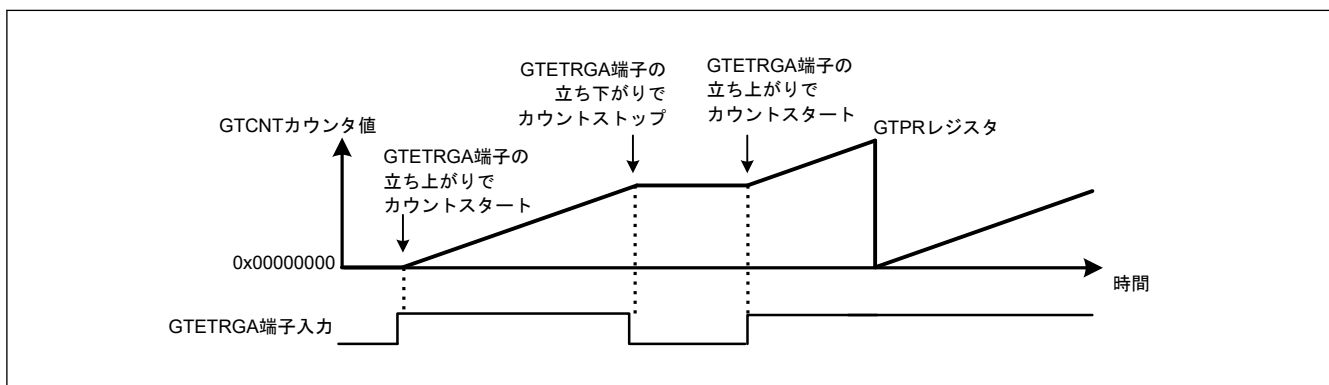 GTCNTカウンタ値
GTETRGA端子の
立ち上がりで
カウントスタート
GTETRGA端子の
立ち下がりで
カウントストップ
GTETRGA端子の
立ち上がりで
カウントスタート
GTPRレジスタ
0x00000000
時間
GTETRGA端子入力